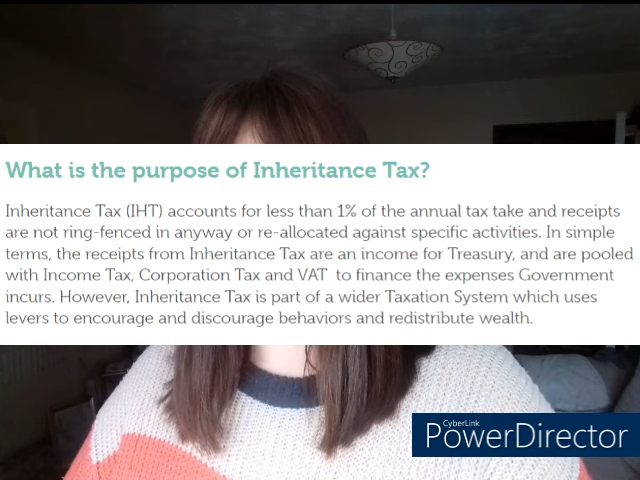 What is the purpose of Inheritance Tax?
Inheritance Tax (IHT) accounts for less than 1% of the annual tax take and receipts
are not ring-fenced in anyway or re-allocated against specific activities. In simple
terms, the receipts from Inheritance Tax are an income for Treasury, and are pooled
with Income Tax, Corporation Tax and VAT to finance the expenses Government
incurs. However, Inheritance Tax is part of a wider Taxation System which uses
levers to encourage and discourage behaviors and redistribute wealth.
CyberLink
PowerDirector